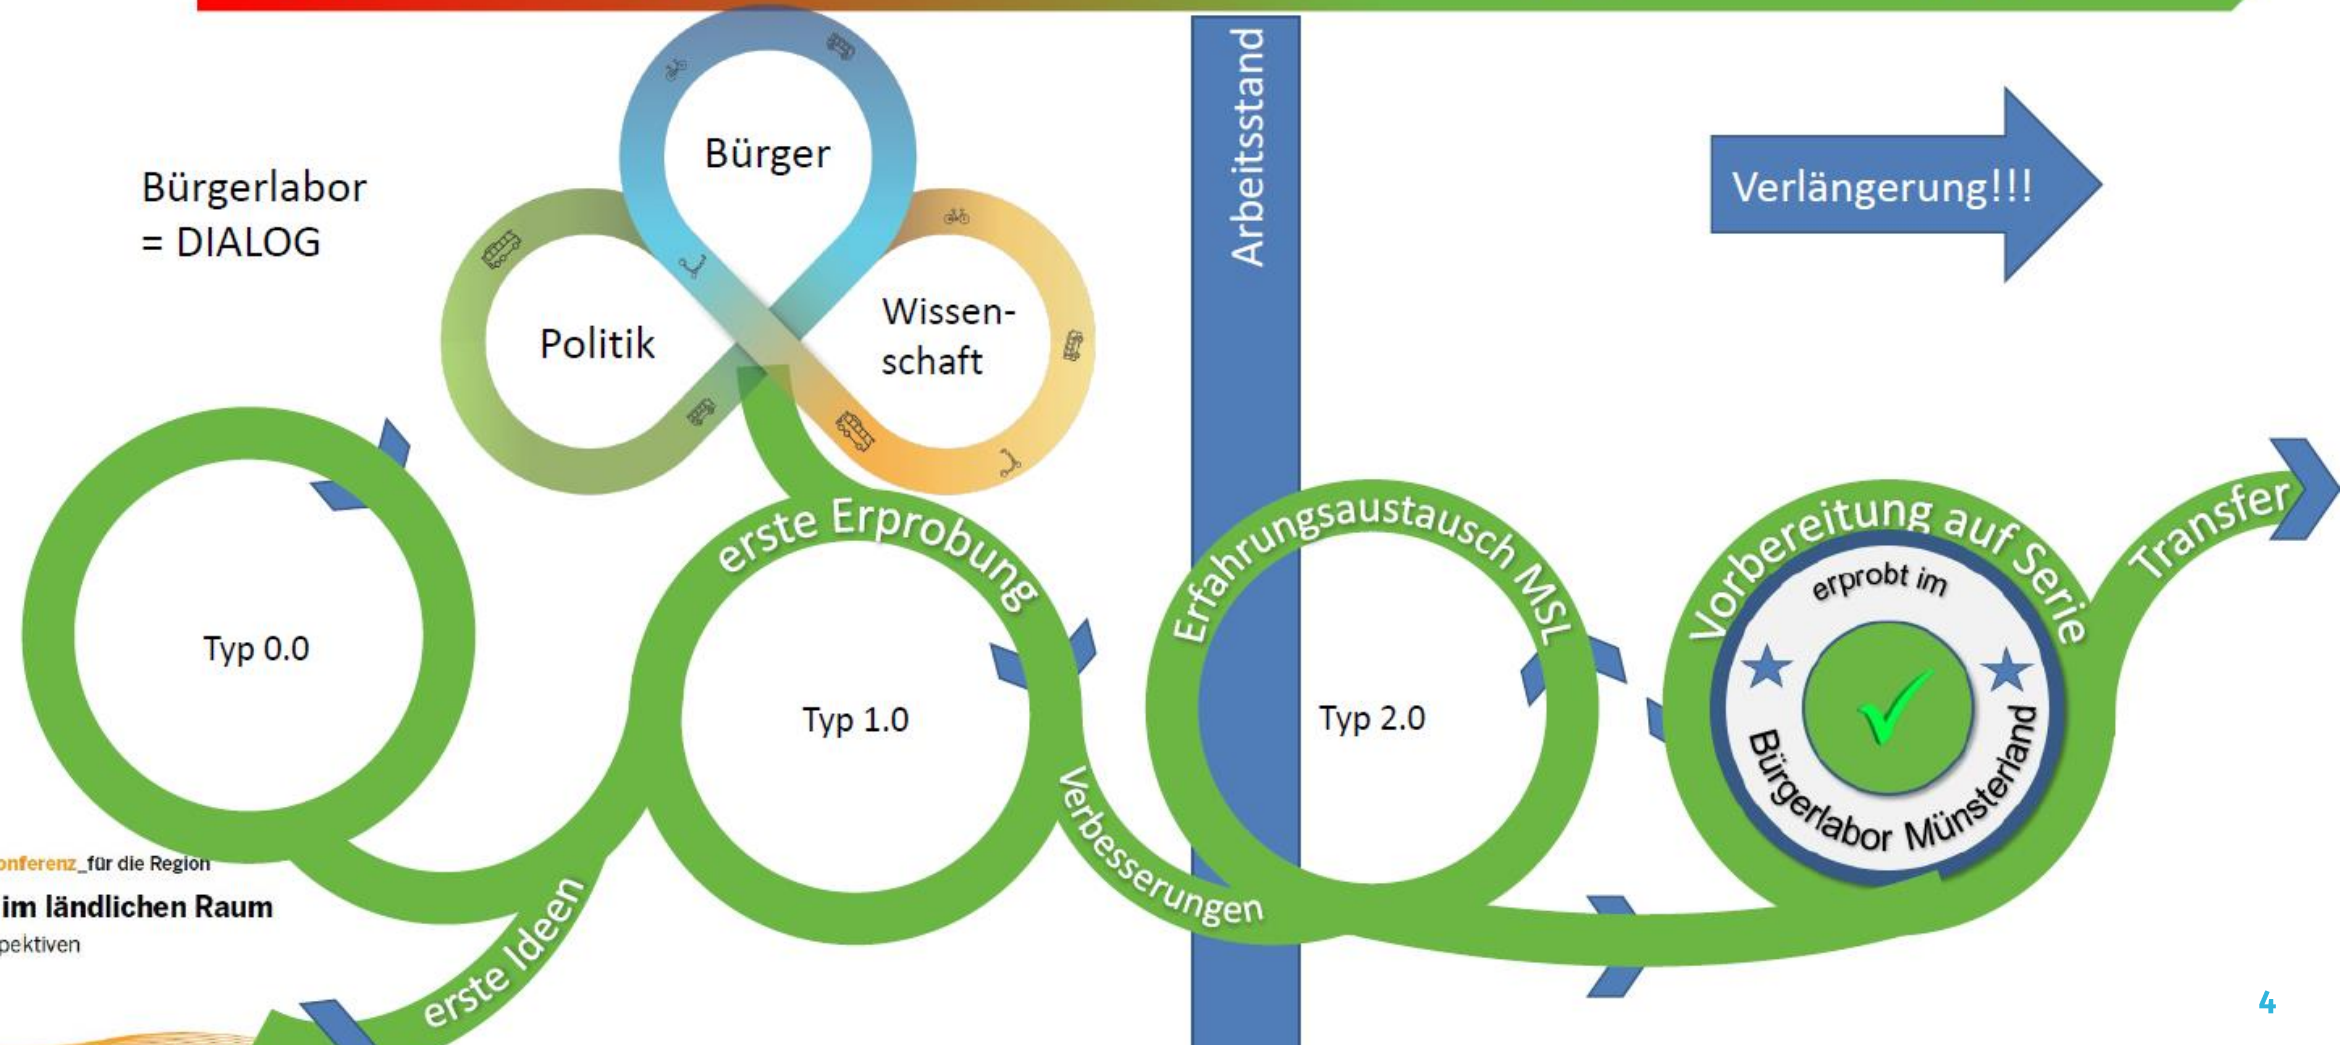 Bürgerlabor
= DIALOG
Bürger
Politik
Wissen-
schaft
Arbeitsstand
Verlängerung!!!
Typ 0.0
erste Ideen
erste Erprobung
Typ 1.0
Verbesserungen
Erfahrungsaustausch MSL
Typ 2.0
Vorbereitung auf Serie
erprobt im
Bürgerlabor Münsterland
Transfer
onferenz_für die Region
im ländlichen Raum
pektiven
4